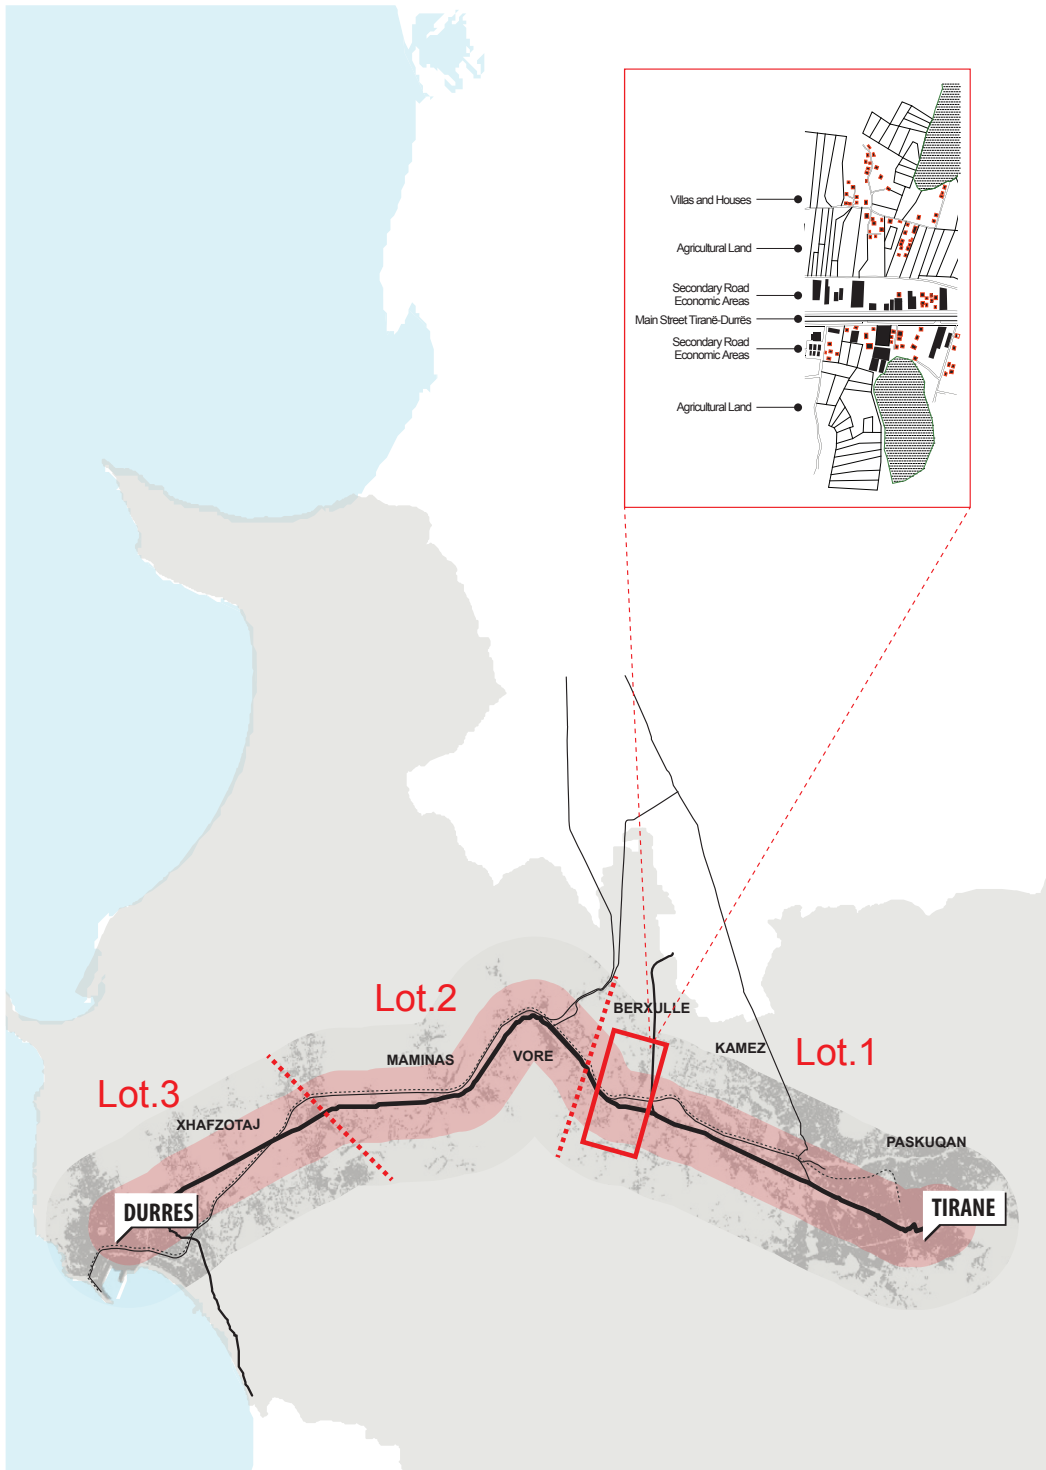 Villas and Houses
Agricultural Land
Secondary Road
Economic Areas
Main Street Tiranë-Durrës
Secondary Road
Economic Areas
Agricultural Land
Lot.2
BERXULLE
KAMEZ
Lot.1
MAMINAS
VORE
Lot.3
XHAFZOTAJ
PASKUQAN
DURRES
TIRANE